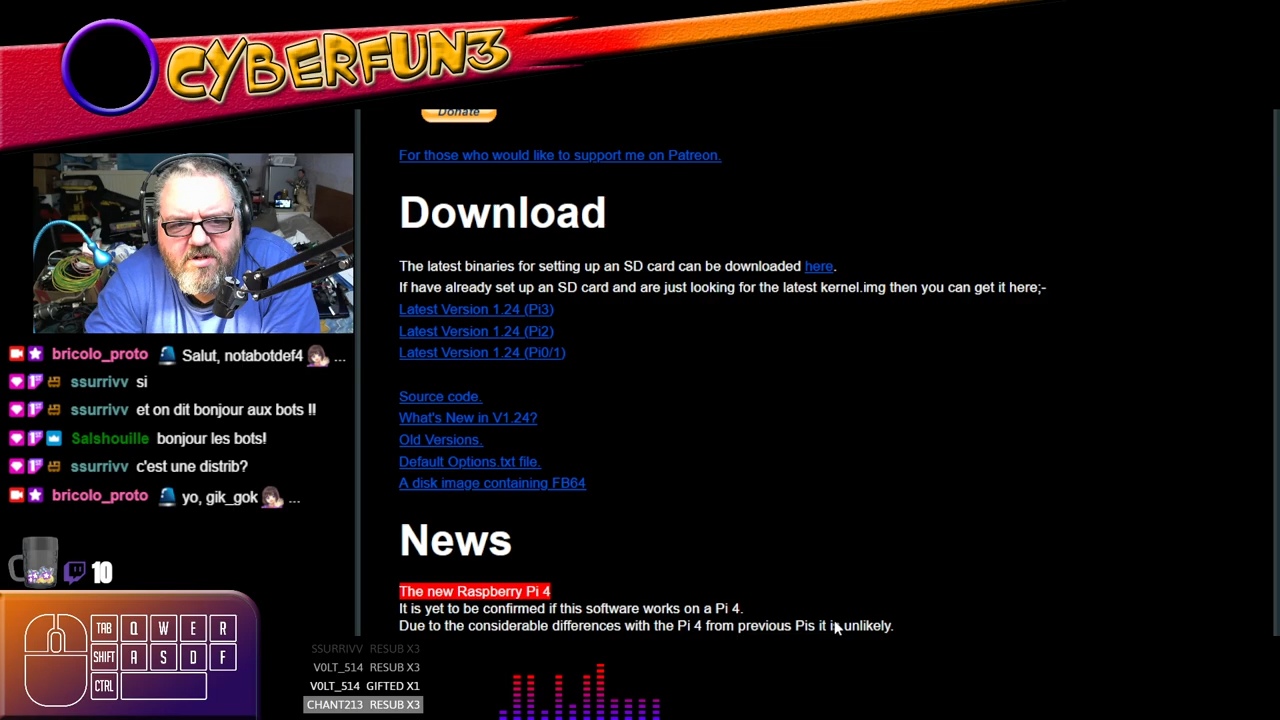 CYBERFUN3
Donate
For those who would like to support me on Patreon.
Download
The latest binaries for setting up an SD card can be downloaded here.
If have already set up an SD card and are just looking for the latest kernel.img then you can get it here;-
Latest Version 1.24 (Pi3)
Latest Version 1.24 (Pi2)
Latest Version 1.24 (Pi0/1)
Source code.
What's New in V1.24?
Old Versions.
Default Options.txt file.
A disk image containing FB64
News
The new Raspberry Pi 4
It is yet to be confirmed if this software works on a Pi 4.
Due to the considerable differences with the Pi 4 from previous Pis it is unlikely.
bricolo_proto Salut, notabotdef4 ...
ssurrivv si
ssurrivv et on dit bonjour aux bots !!
Salshouille bonjour les bots!
ssurrivv c'est une distrib?
bricolo_proto yo, gik_gok ...
10
TAB Q W E R
SHIFT A S D F
CTRL
SSURRIVV RESUB X3
V0LT_514 RESUB X3
V0LT_514 GIFTED X1
CHANT213 RESUB X3